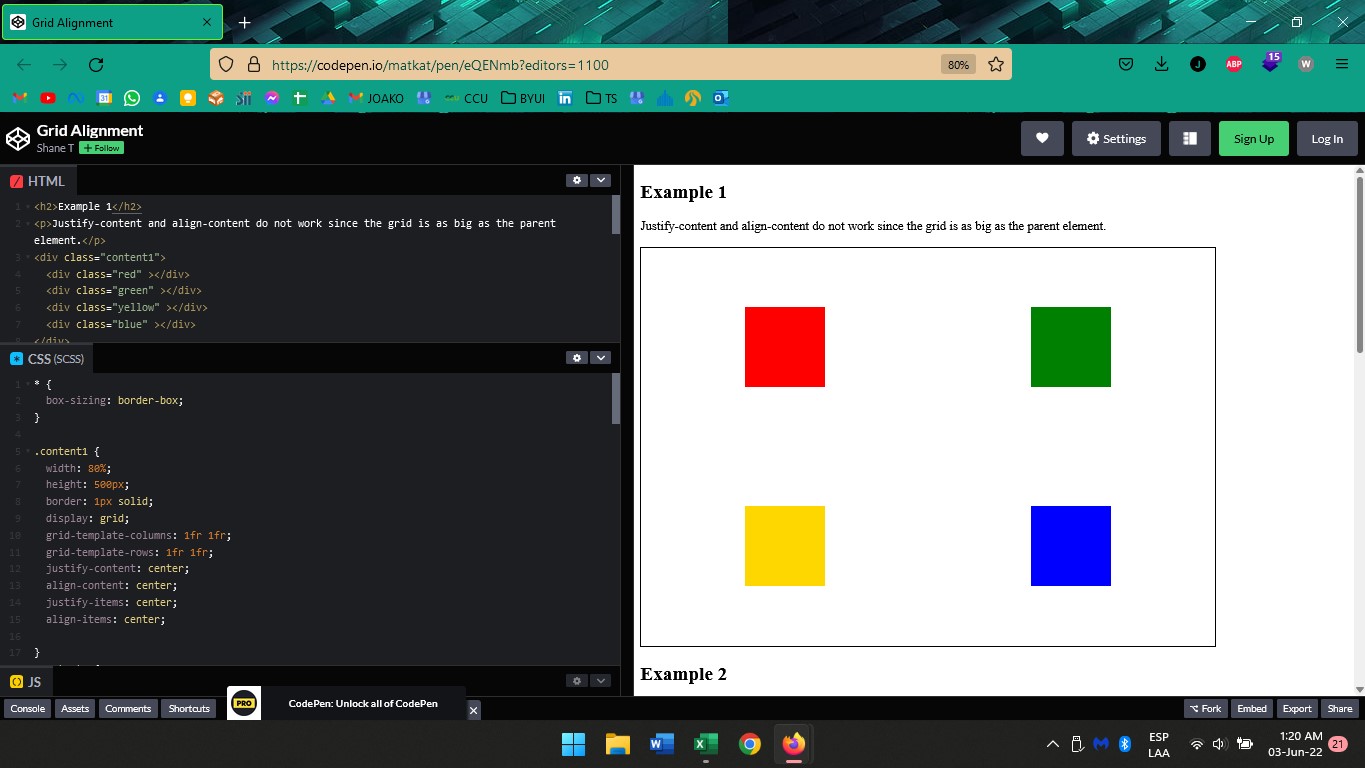 Grid Alignment
https://codepen.io/matkat/pen/eQENmb?editors=1100
80%
J
ABP
15
W
31
JOAKO
CCU
BYUI
in
TS
Grid Alignment
Shane T
+ Follow
Settings
Sign Up
Log In
HTML
1 <h2>Example 1</h2>
2 <p>Justify-content and align-content do not work since the grid is as big as the parent
element.</p>
3 <div class="content1">
4 <div class="red" ></div>
5 <div class="green" ></div>
6 <div class="yellow" ></div>
7 <div class="blue" ></div>
8 </div>
CSS (SCSS)
1 * {
2 box-sizing: border-box;
3 }
4
5 .content1 {
6 width: 80%;
7 height: 500px;
8 border: 1px solid;
9 display: grid;
10 grid-template-columns: 1fr 1fr;
11 grid-template-rows: 1fr 1fr;
12 justify-content: center;
13 align-content: center;
14 justify-items: center;
15 align-items: center;
16
17 }
JS
Example 1
Justify-content and align-content do not work since the grid is as big as the parent element.
Example 2
Console
Assets
Comments
Shortcuts
PRO
CodePen: Unlock all of CodePen
Fork
Embed
Export
Share
W
X
ESP
LAA
1:20 AM
03-Jun-22
21